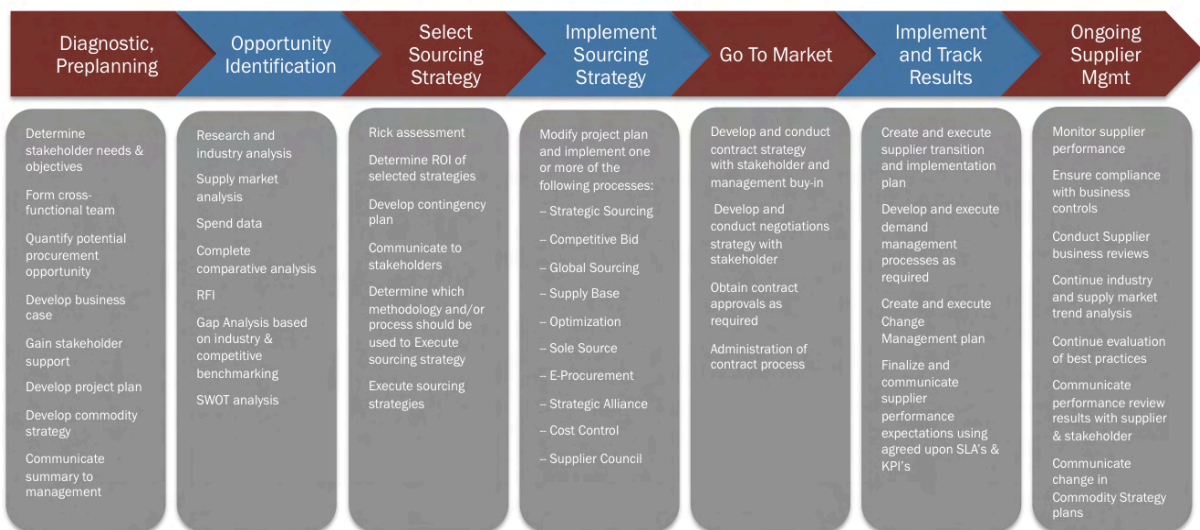 Diagnostic,
Preplanning
Opportunity
Identification
Select
Sourcing
Strategy
Implement
Sourcing
Strategy
Go To Market
Implement
and Track
Results
Ongoing
Supplier
Mgmt
Determine
stakeholder needs &
objectives
Form cross-
functional team
Quantify potential
procurement
opportunity
Develop business
case
Gain stakeholder
support
Develop project plan
Develop commodity
strategy
Communicate
summary to
management
Research and
industry analysis
Supply market
analysis
Spend data
Complete
comparative analysis
RFI
Gap Analysis based
on industry &
competitive
benchmarking
SWOT analysis
Rick assessment
Determine ROI of
selected strategies
Develop contingency
plan
Communicate to
stakeholders
Determine which
methodology and/or
process should be
used to Execute
sourcing strategy
Execute sourcing
strategies
Modify project plan
and implement one
or more of the
following processes:
– Strategic Sourcing
– Competitive Bid
– Global Sourcing
– Supply Base
– Optimization
– Sole Source
– E-Procurement
– Strategic Alliance
– Cost Control
– Supplier Council
Develop and conduct
contract strategy
with stakeholder and
management buy-in
Develop and
conduct negotiations
strategy with
stakeholder
Obtain contract
approvals as
required
Administration of
contract process
Create and execute
supplier transition
and implementation
plan
Develop and execute
demand
management
processes as
required
Create and execute
Change
Management plan
Finalize and
communicate
supplier
performance
expectations using
agreed upon SLA's &
KPI's
Monitor supplier
performance
Ensure compliance
with business
controls
Conduct Supplier
business reviews
Continue industry
and supply market
trend analysis
Continue evaluation
of best practices
Communicate
performance review
results with supplier
& stakeholder
Communicate
change in
Commodity Strategy
plans